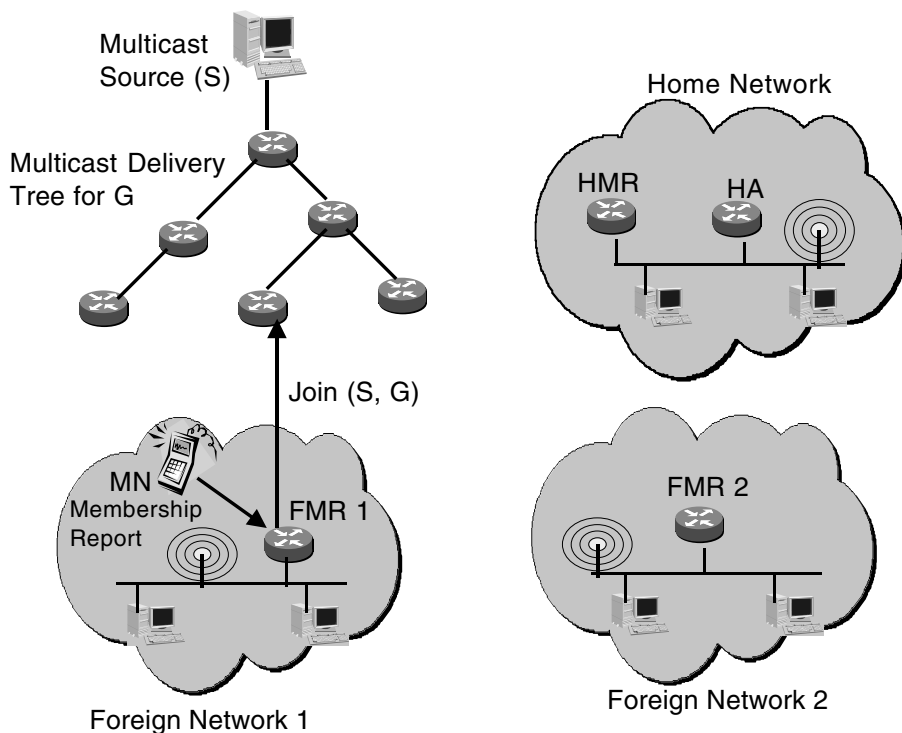 Multicast
Source (S)
Multicast Delivery
Tree for G
Home Network
HMR
HA
Join (S, G)
MN
Membership
Report
FMR 1
Foreign Network 1
FMR 2
Foreign Network 2